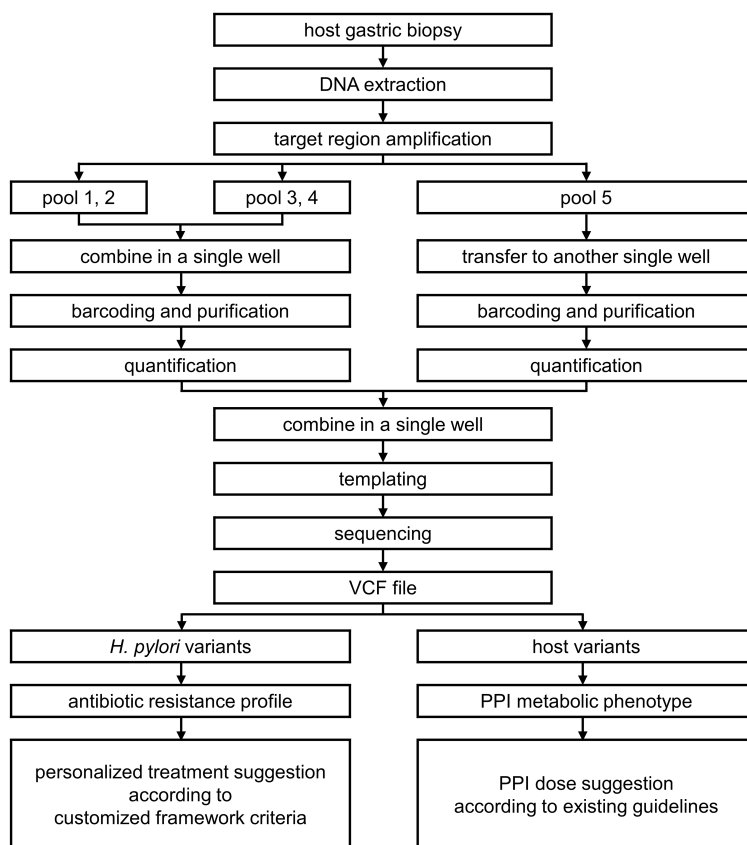 host gastric biopsy
DNA extraction
target region amplification
pool 1, 2
pool 3, 4
pool 5
combine in a single well
transfer to another single well
barcoding and purification
barcoding and purification
quantification
quantification
combine in a single well
templating
sequencing
VCF file
H. pylori variants
host variants
antibiotic resistance profile
PPI metabolic phenotype
personalized treatment suggestion
according to
customized framework criteria
PPI dose suggestion
according to existing guidelines